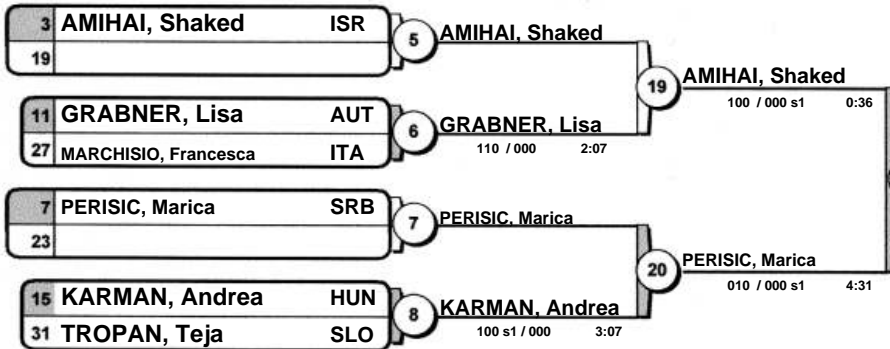 3 AMIHAI, Shaked ISR
19
5 AMIHAI, Shaked
11 GRABNER, Lisa AUT
27 MARCHISIO, Francesca ITA
6 GRABNER, Lisa
110 / 000 2:07
19 AMIHAI, Shaked
100 / 000 s1 0:36
7 PERISIC, Marica SRB
23
7 PERISIC, Marica
15 KARMAN, Andrea HUN
31 TROPAN, Teja SLO
8 KARMAN, Andrea
100 s1 / 000 3:07
20 PERISIC, Marica
010 / 000 s1 4:31